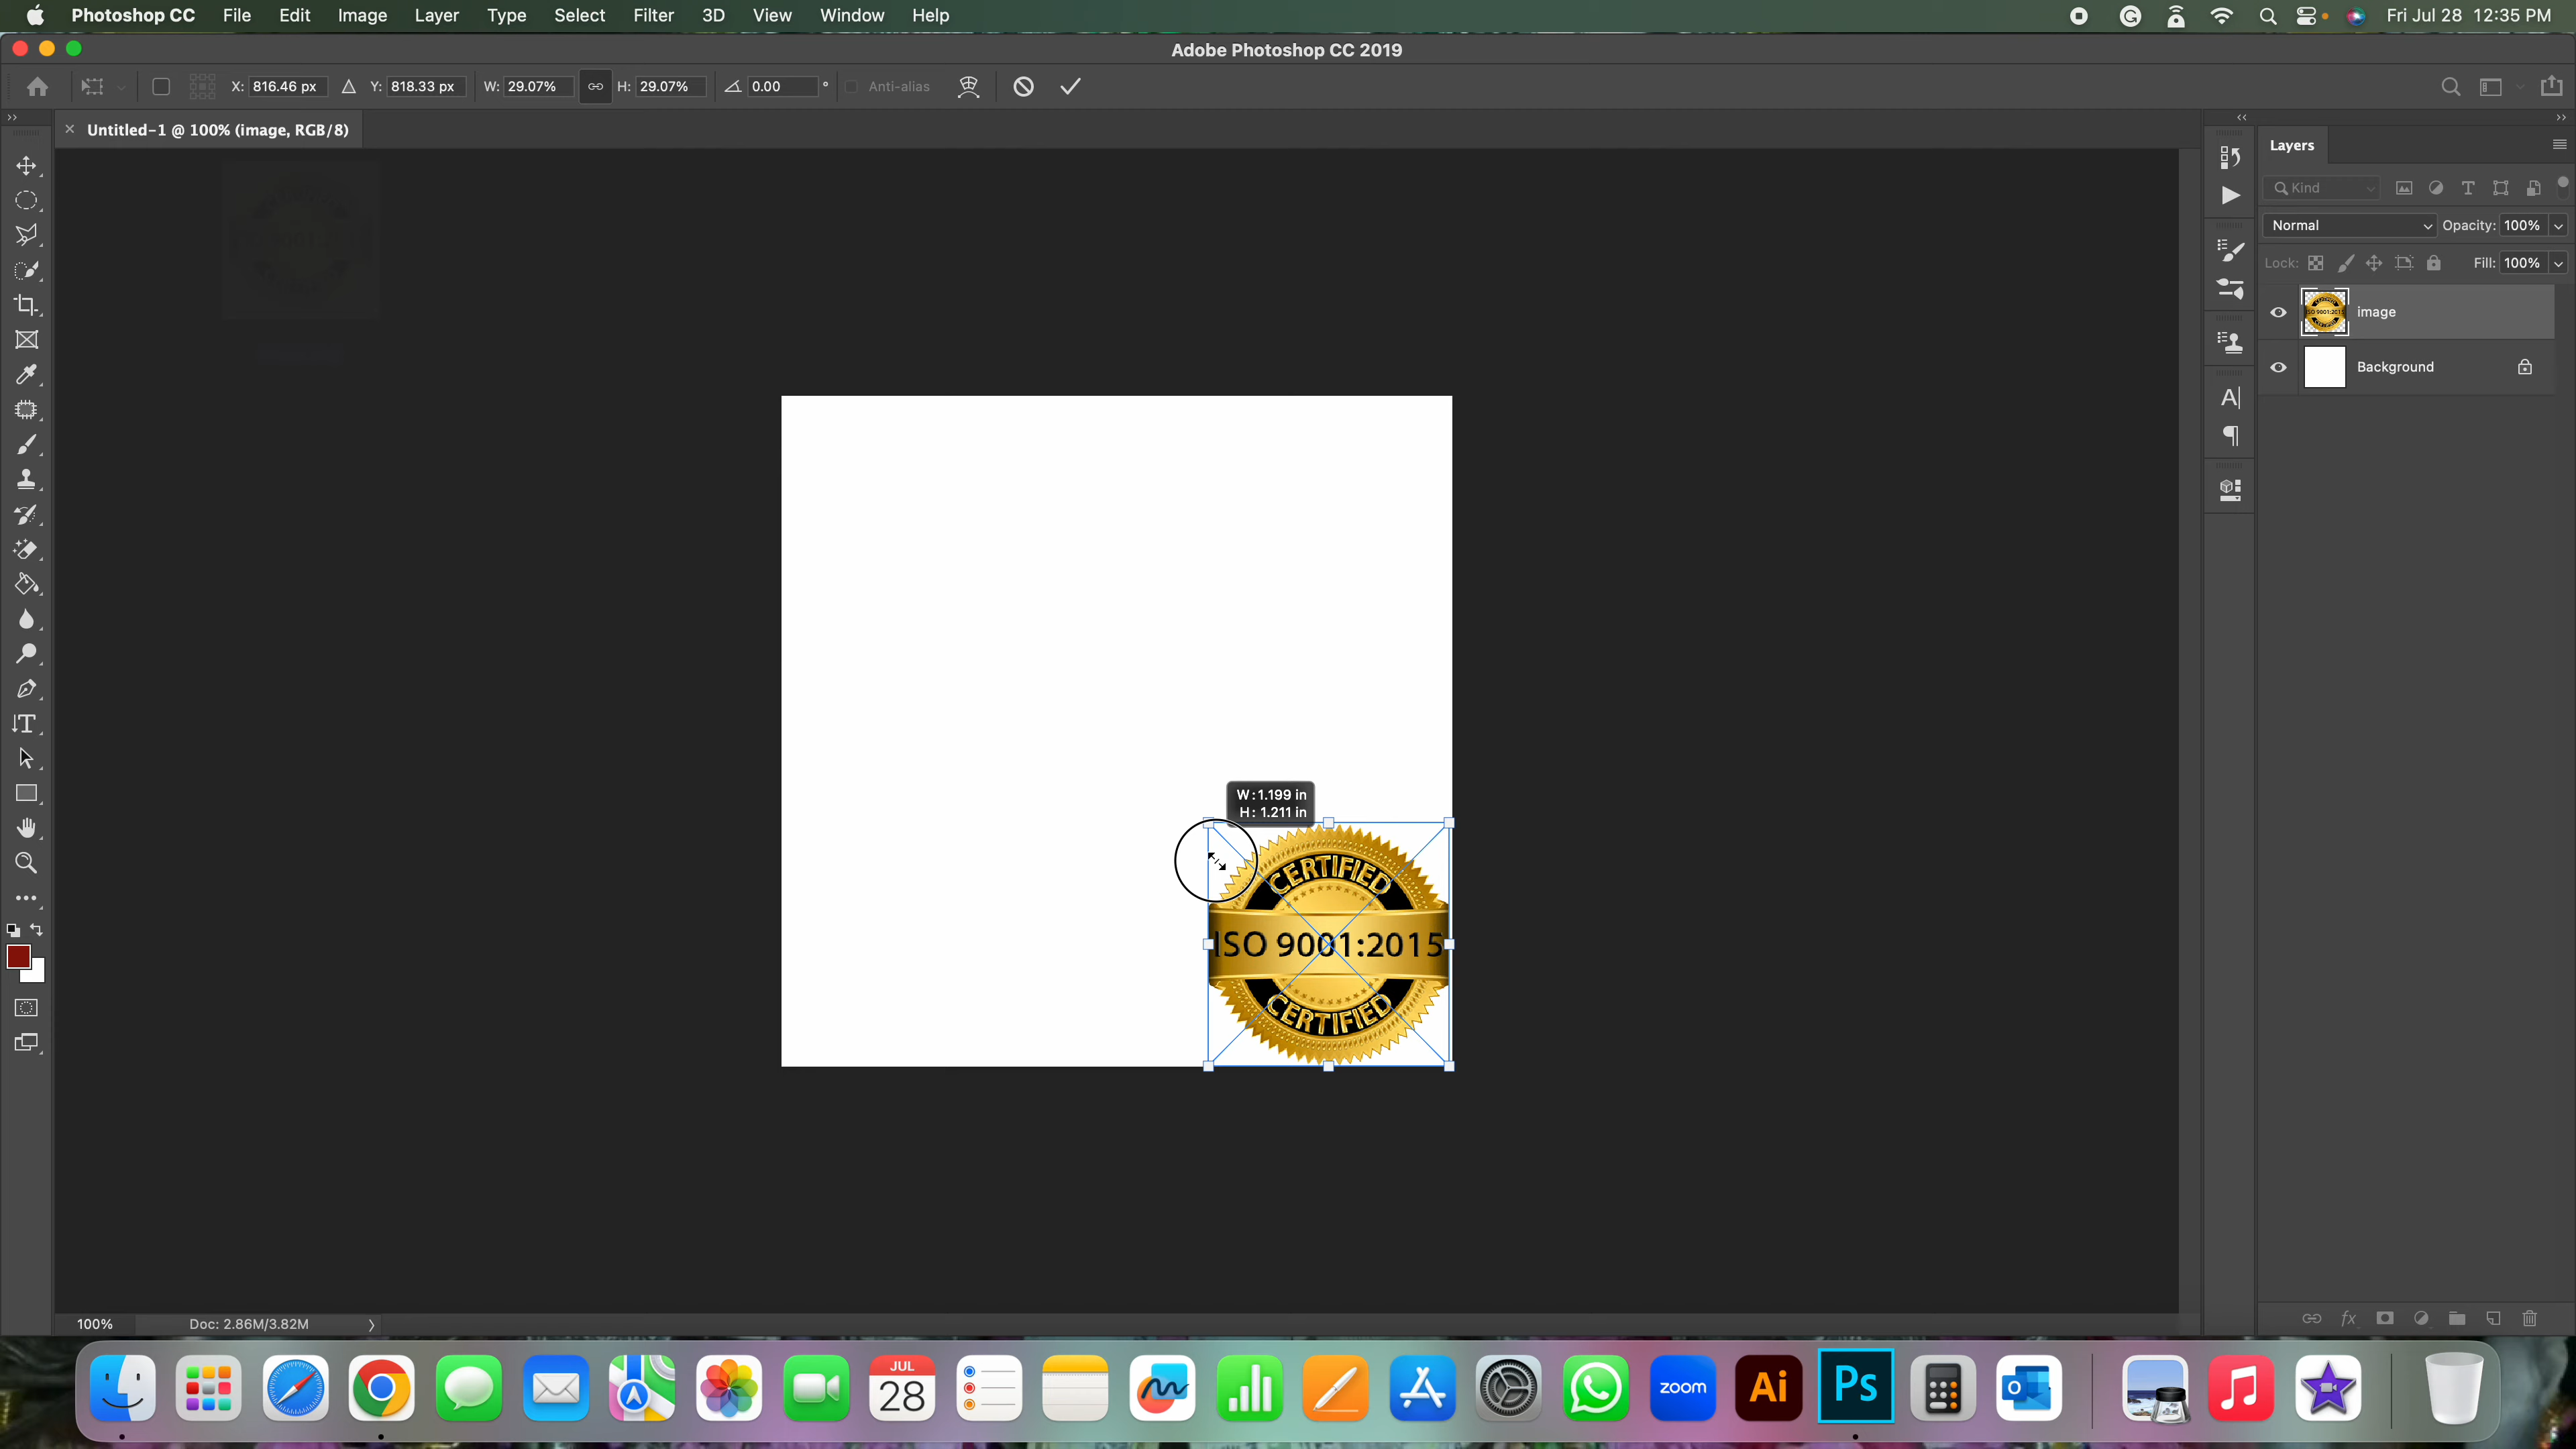 Photoshop CC File Edit Image Layer Type Select Filter 3D View Window Help Fri Jul 28 12:35 PM
Adobe Photoshop CC 2019
X: 816.46 px Y: 818.33 px W: 29.07% H: 29.07% 0.00 ° Anti-alias
Untitled-1 @ 100% (image, RGB/8)
Layers
Kind
Normal Opacity: 100%
Lock: Fill: 100%
image
Background
W: 1.199 in
H: 1.211 in
CERTIFIED
ISO 9001:2015
CERTIFIED
100% Doc: 2.86M/3.82M
JUL
28
zoom
Ai
Ps